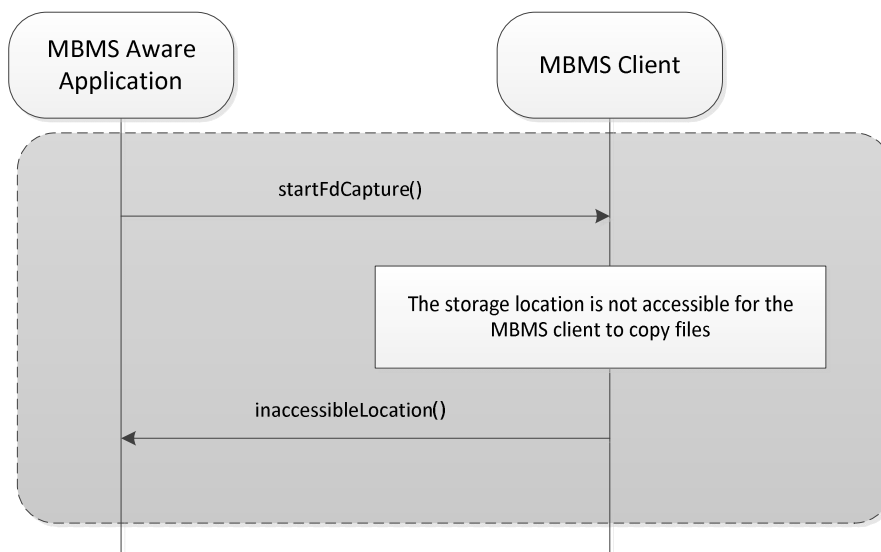 MBMS Aware
Application
MBMS Client
startFdCapture()
The storage location is not accessible for the
MBMS client to copy files
inaccessibleLocation()